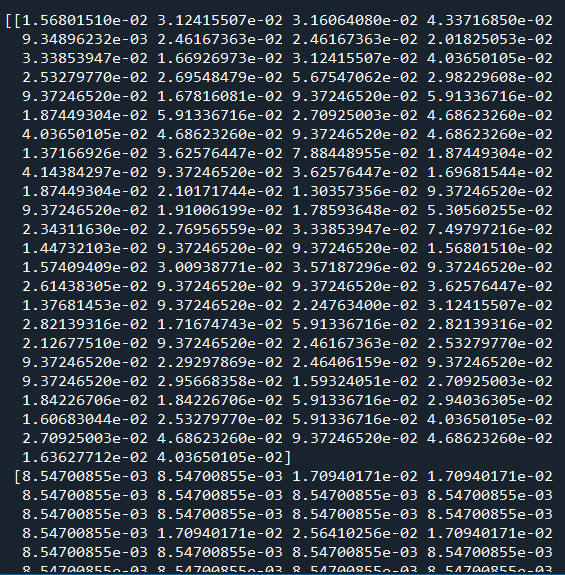 [[1.56801510e-02 3.12415507e-02 3.16064080e-02 4.33716850e-02
9.34896232e-03 2.46167363e-02 2.46167363e-02 2.01825053e-02
3.33853947e-02 1.66926973e-02 3.12415507e-02 4.03650105e-02
2.53279770e-02 2.69548479e-02 5.67547062e-02 2.98229608e-02
9.37246520e-02 1.67816081e-02 9.37246520e-02 5.91336716e-02
1.87449304e-02 5.91336716e-02 2.70925003e-02 4.68623260e-02
4.03650105e-02 4.68623260e-02 9.37246520e-02 4.68623260e-02
1.37166926e-02 3.62576447e-02 7.88448955e-02 1.87449304e-02
4.14384297e-02 9.37246520e-02 3.62576447e-02 1.69681544e-02
1.87449304e-02 2.10171744e-02 1.30357356e-02 9.37246520e-02
9.37246520e-02 1.91006199e-02 1.78593648e-02 5.30560255e-02
2.34311630e-02 2.76956559e-02 3.33853947e-02 7.49797216e-02
1.44732103e-02 9.37246520e-02 9.37246520e-02 1.56801510e-02
1.57409409e-02 3.00938771e-02 3.57187296e-02 9.37246520e-02
2.61438305e-02 9.37246520e-02 9.37246520e-02 3.62576447e-02
1.37681453e-02 9.37246520e-02 2.24763400e-02 3.12415507e-02
2.82139316e-02 1.71674743e-02 5.91336716e-02 2.82139316e-02
2.12677510e-02 9.37246520e-02 2.46167363e-02 2.53279770e-02
9.37246520e-02 2.29297869e-02 2.46406159e-02 9.37246520e-02
9.37246520e-02 2.95668358e-02 1.59324051e-02 2.70925003e-02
1.84226706e-02 1.84226706e-02 5.91336716e-02 2.94036305e-02
1.60683044e-02 2.53279770e-02 5.91336716e-02 4.03650105e-02
2.70925003e-02 4.68623260e-02 9.37246520e-02 4.68623260e-02
1.63627712e-02 4.03650105e-02]
[8.54700855e-03 8.54700855e-03 1.70940171e-02 1.70940171e-02
8.54700855e-03 8.54700855e-03 8.54700855e-03 8.54700855e-03
8.54700855e-03 8.54700855e-03 8.54700855e-03 8.54700855e-03
8.54700855e-03 1.70940171e-02 2.56410256e-02 1.70940171e-02
8.54700855e-03 8.54700855e-03 8.54700855e-03 8.54700855e-03
8.54700855e-03 8.54700855e-03 8.54700855e-03 8.54700855e-03